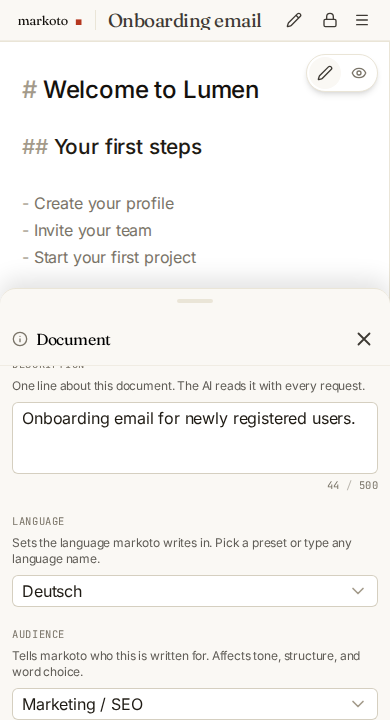 markoto
Onboarding email
# Welcome to Lumen
## Your first steps
- Create your profile
- Invite your team
- Start your first project
Document
One line about this document. The AI reads it with every request.
Onboarding email for newly registered users.
44 / 500
LANGUAGE
Sets the language markoto writes in. Pick a preset or type any
language name.
Deutsch
AUDIENCE
Tells markoto who this is written for. Affects tone, structure, and
word choice.
Marketing / SEO